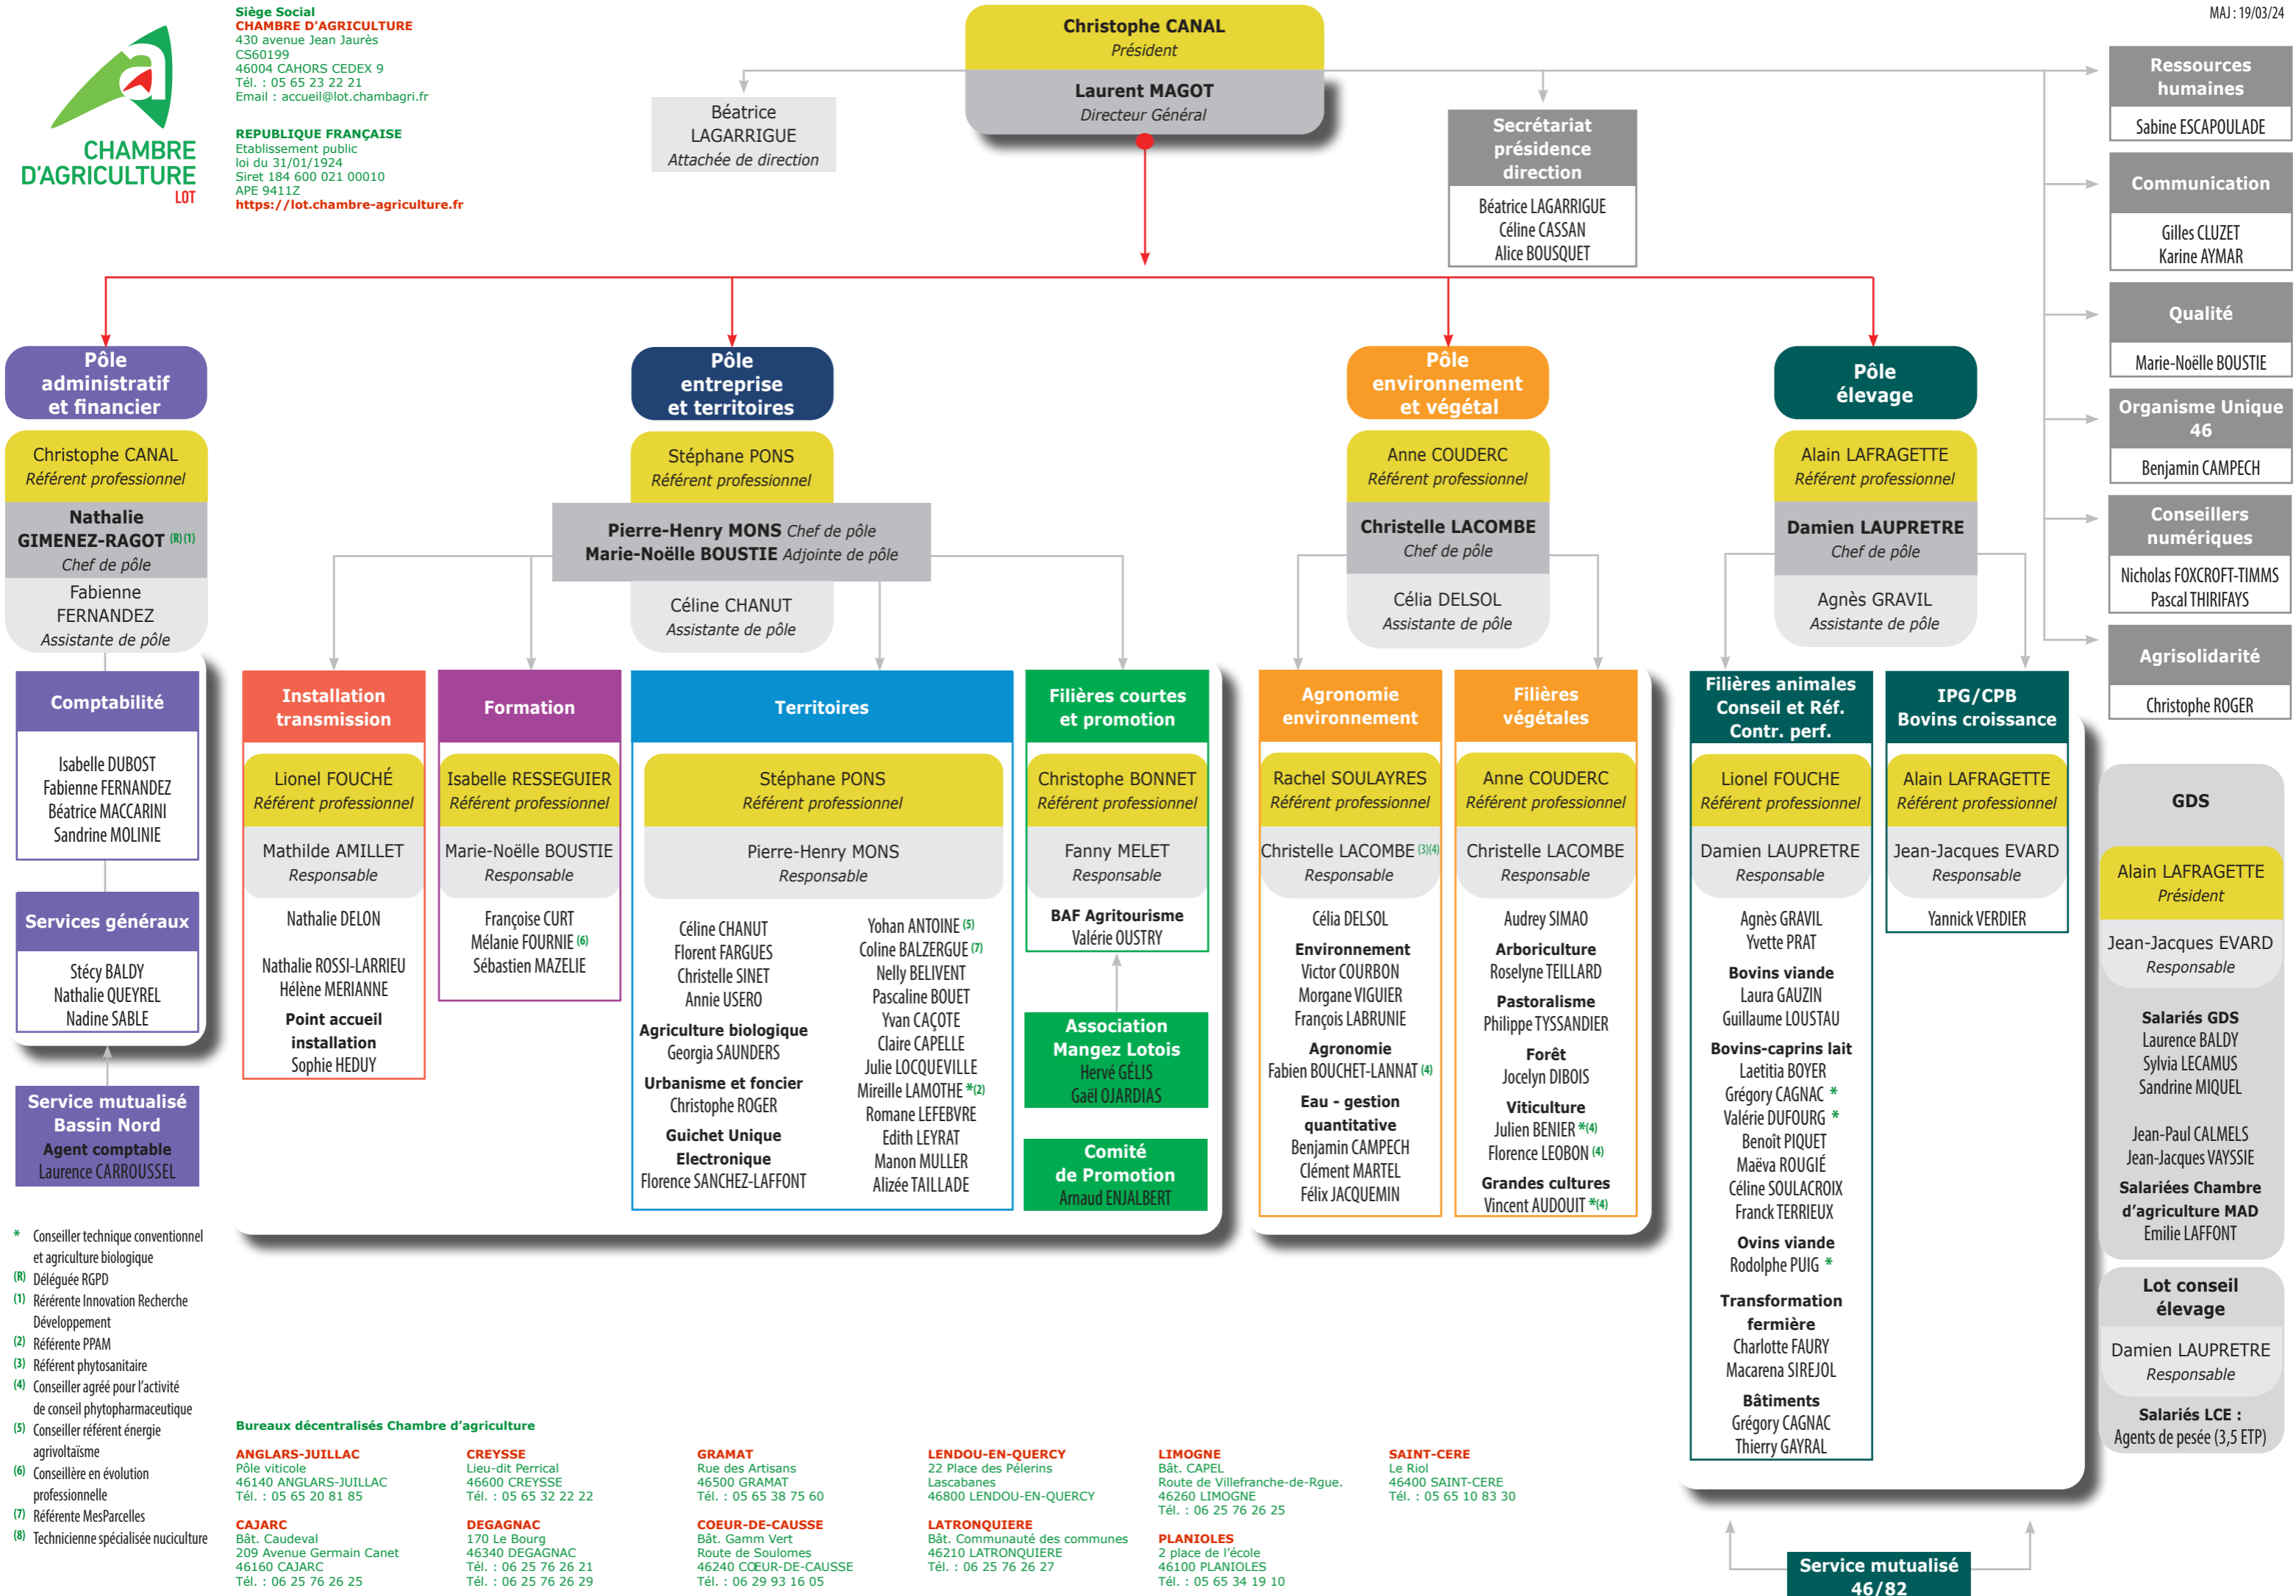 MAJ : 19/03/24
CHAMBRE
D'AGRICULTURE
LOT
Siège Social
CHAMBRE D'AGRICULTURE
430 avenue Jean Jaurès
CS60199
46004 CAHORS CEDEX 9
Tél. : 05 65 23 22 21
Email : accueil@lot.chambagri.fr
REPUBLIQUE FRANÇAISE
Etablissement public
loi du 31/01/1924
Siret 184 600 021 00010
APE 9411Z
https://lot.chambre-agriculture.fr
Christophe CANAL
Président
Laurent MAGOT
Directeur Général
Béatrice
LAGARRIGUE
Attachée de direction
Secrétariat
présidence
direction
Béatrice LAGARRIGUE
Céline CASSAN
Alice BOUSQUET
Ressources
humaines
Sabine ESCAPOULADE
Communication
Gilles CLUZET
Karine AYMAR
Qualité
Marie-Noëlle BOUSTIE
Organisme Unique
46
Benjamin CAMPECH
Conseillers
numériques
Nicholas FOXCROFT-TIMMS
Pascal THIRIFAYS
Agrisolidarité
Christophe ROGER
Pôle
administratif
et financier
Christophe CANAL
Référent professionnel
Nathalie
GIMENEZ-RAGOT (R)(1)
Chef de pôle
Fabienne
FERNANDEZ
Assistante de pôle
Comptabilité
Isabelle DUBOST
Fabienne FERNANDEZ
Béatrice MACCARINI
Sandrine MOLINIE
Services généraux
Stécy BALDY
Nathalie QUEYREL
Nadine SABLE
Service mutualisé
Bassin Nord
Agent comptable
Laurence CARROUSSEL
Pôle
entreprise
et territoires
Stéphane PONS
Référent professionnel
Pierre-Henry MONS Chef de pôle
Marie-Noëlle BOUSTIE Adjointe de pôle
Céline CHANUT
Assistante de pôle
Installation
transmission
Lionel FOUCHÉ
Référent professionnel
Mathilde AMILLET
Responsable
Nathalie DELON
Nathalie ROSSI-LARRIEU
Hélène MERIANNE
Point accueil
installation
Sophie HEDUY
Formation
Isabelle RESSEGUIER
Référent professionnel
Marie-Noëlle BOUSTIE
Responsable
Françoise CURT
Mélanie FOURNIE (6)
Sébastien MAZELIE
Territoires
Stéphane PONS
Référent professionnel
Pierre-Henry MONS
Responsable
Céline CHANUT
Florent FARGUES
Christelle SINET
Annie USERO
Agriculture biologique
Georgia SAUNDERS
Urbanisme et foncier
Christophe ROGER
Guichet Unique
Electronique
Florence SANCHEZ-LAFFONT
Yohan ANTOINE (5)
Coline BALZERGUE (7)
Nelly BELIVENT
Pascaline BOUET
Yvan CAÇOTE
Claire CAPELLE
Julie LOCQUEVILLE
Mireille LAMOTHE *(2)
Romane LEFEBVRE
Edith LEYRAT
Manon MULLER
Alizée TAILLADE
Filières courtes
et promotion
Christophe BONNET
Référent professionnel
Fanny MELET
Responsable
BAF Agritourisme
Valérie OUSTRY
Association
Mangez Lotois
Hervé GÉLIS
Gaël OJARDIAS
Comité
de Promotion
Arnaud ENJALBERT
Pôle
environnement
et végétal
Anne COUDERC
Référent professionnel
Christelle LACOMBE
Chef de pôle
Célia DELSOL
Assistante de pôle
Agronomie
environnement
Rachel SOULAYRES
Référent professionnel
Christelle LACOMBE (3)(4)
Responsable
Célia DELSOL
Environnement
Victor COURBON
Morgane VIGUIER
François LABRUNIE
Agronomie
Fabien BOUCHET-LANNAT (4)
Eau - gestion
quantitative
Benjamin CAMPECH
Clément MARTEL
Félix JACQUEMIN
Filières
végétales
Anne COUDERC
Référent professionnel
Christelle LACOMBE
Responsable
Audrey SIMAO
Arboriculture
Roselyne TEILLARD
Pastoralisme
Philippe TYSSANDIER
Forêt
Jocelyn DIBOIS
Viticulture
Julien BENIER *(4)
Florence LEOBON (4)
Grandes cultures
Vincent AUDOUIT *(4)
Pôle
élevage
Alain LAFRAGETTE
Référent professionnel
Damien LAUPRETRE
Chef de pôle
Agnès GRAVIL
Assistante de pôle
Filières animales
Conseil et Réf.
Contr. perf.
Lionel FOUCHE
Référent professionnel
Damien LAUPRETRE
Responsable
Agnès GRAVIL
Yvette PRAT
Bovins viande
Laura GAUZIN
Guillaume LOUSTAU
Bovins-caprins lait
Laetitia BOYER
Grégory CAGNAC *
Valérie DUFOURG *
Benoît PIQUET
Maëva ROUGIÉ
Céline SOULACROIX
Franck TERRIEUX
Ovins viande
Rodolphe PUIG *
Transformation
fermière
Charlotte FAURY
Macarena SIREJOL
Bâtiments
Grégory CAGNAC
Thierry GAYRAL
IPG/CPB
Bovins croissance
Alain LAFRAGETTE
Référent professionnel
Jean-Jacques EVARD
Responsable
Yannick VERDIER
GDS
Alain LAFRAGETTE
Président
Jean-Jacques EVARD
Responsable
Salariés GDS
Laurence BALDY
Sylvia LECAMUS
Sandrine MIQUEL
Jean-Paul CALMELS
Jean-Jacques VAYSSIE
Salariées Chambre
d'agriculture MAD
Emilie LAFFONT
Lot conseil
élevage
Damien LAUPRETRE
Responsable
Salariés LCE :
Agents de pesée (3,5 ETP)
Service mutualisé
46/82
* Conseiller technique conventionnel
et agriculture biologique
(R) Déléguée RGPD
(1) Rérérente Innovation Recherche
Développement
(2) Référente PPAM
(3) Référent phytosanitaire
(4) Conseiller agréé pour l'activité
de conseil phytopharmaceutique
(5) Conseiller référent énergie
agrivoltaïsme
(6) Conseillère en évolution
professionnelle
(7) Référente MesParcelles
(8) Technicienne spécialisée nuciculture
Bureaux décentralisés Chambre d'agriculture
ANGLARS-JUILLAC
Pôle viticole
46140 ANGLARS-JUILLAC
Tél. : 05 65 20 81 85
CAJARC
Bât. Caudeval
209 Avenue Germain Canet
46160 CAJARC
Tél. : 06 25 76 26 25
CREYSSE
Lieu-dit Perrical
46600 CREYSSE
Tél. : 05 65 32 22 22
DEGAGNAC
170 Le Bourg
46340 DEGAGNAC
Tél. : 06 25 76 26 21
Tél. : 06 25 76 26 29
GRAMAT
Rue des Artisans
46500 GRAMAT
Tél. : 05 65 38 75 60
COEUR-DE-CAUSSE
Bât. Gamm Vert
Route de Soulomes
46240 CŒUR-DE-CAUSSE
Tél. : 06 29 93 16 05
LENDOU-EN-QUERCY
22 Place des Pélerins
Lascabanes
46800 LENDOU-EN-QUERCY
LATRONQUIERE
Bât. Communauté des communes
46210 LATRONQUIERE
Tél. : 06 25 76 26 27
LIMOGNE
Bât. CAPEL
Route de Villefranche-de-Rgue.
46260 LIMOGNE
Tél. : 06 25 76 26 25
PLANIOLES
2 place de l'école
46100 PLANIOLES
Tél. : 05 65 34 19 10
SAINT-CERE
Le Riol
46400 SAINT-CERE
Tél. : 05 65 10 83 30